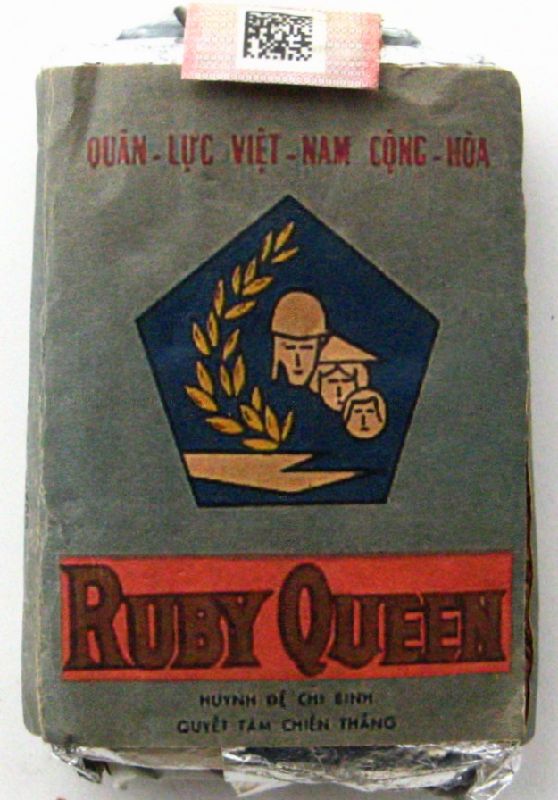 QUÂN - LỰC VIỆT - NAM CỘNG - HÒA
RUBY QUEEN
HUYNH ĐỆ CHI BINH
QUYẾT TÂM CHIẾN THẮNG